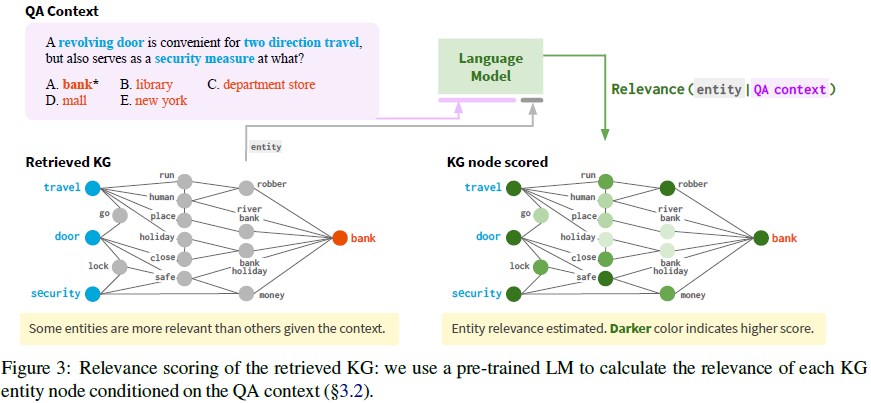 QA Context
A revolving door is convenient for two direction travel,
but also serves as a security measure at what?
A. bank* B. library C. department store
D. mall E. new york
Language
Model
Relevance(entity|QA context)
entity
Retrieved KG
travel
door
security
go
lock
run
human
place
holiday
close
safe
robber
river
bank
bank
holiday
money
bank
Some entities are more relevant than others given the context.
KG node scored
travel
door
security
go
lock
run
human
place
holiday
close
safe
robber
river
bank
bank
holiday
money
bank
Entity relevance estimated. Darker color indicates higher score.
Figure 3: Relevance scoring of the retrieved KG: we use a pre-trained LM to calculate the relevance of each KG
entity node conditioned on the QA context (§3.2).